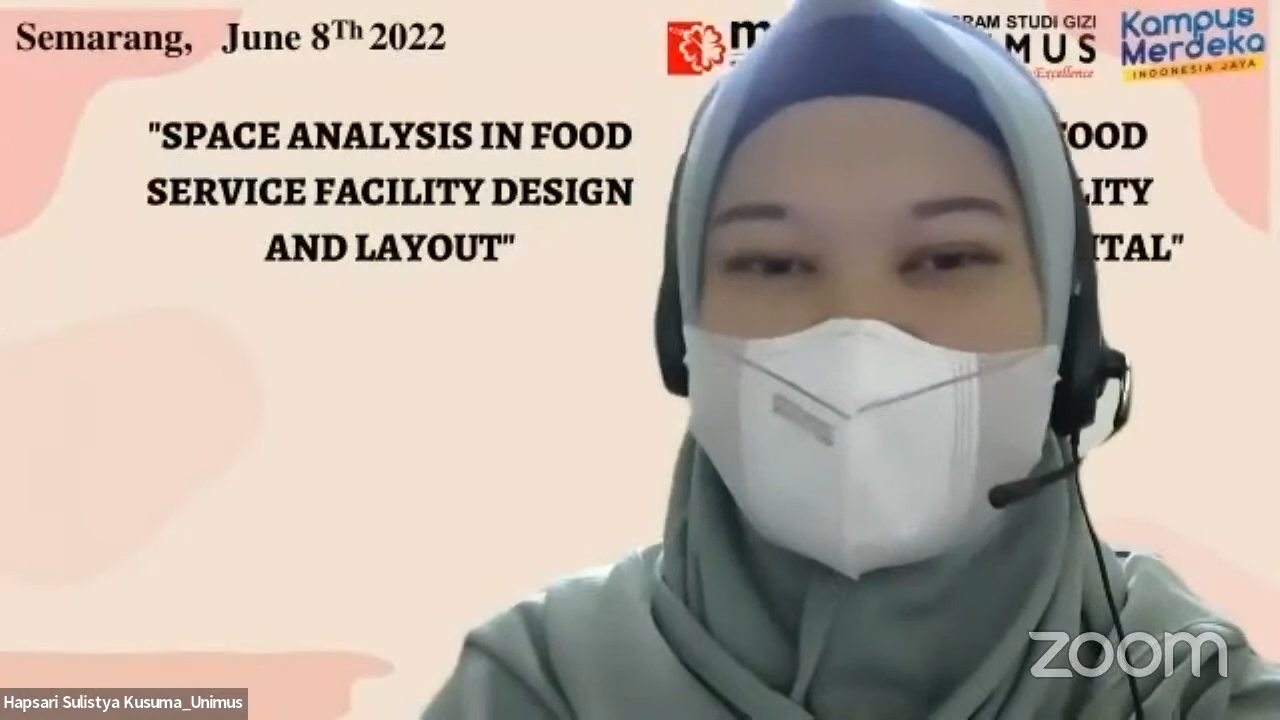 Semarang, June 8Th 2022
RAM STUDI GIZI
MUS
Excellence
Kampus
Merdeka
INDONESIA JAYA
"SPACE ANALYSIS IN FOOD
SERVICE FACILITY DESIGN
AND LAYOUT"
OOD
LITY
ITAL"
zoom
Hapsari Sulistya Kusuma_Unimus